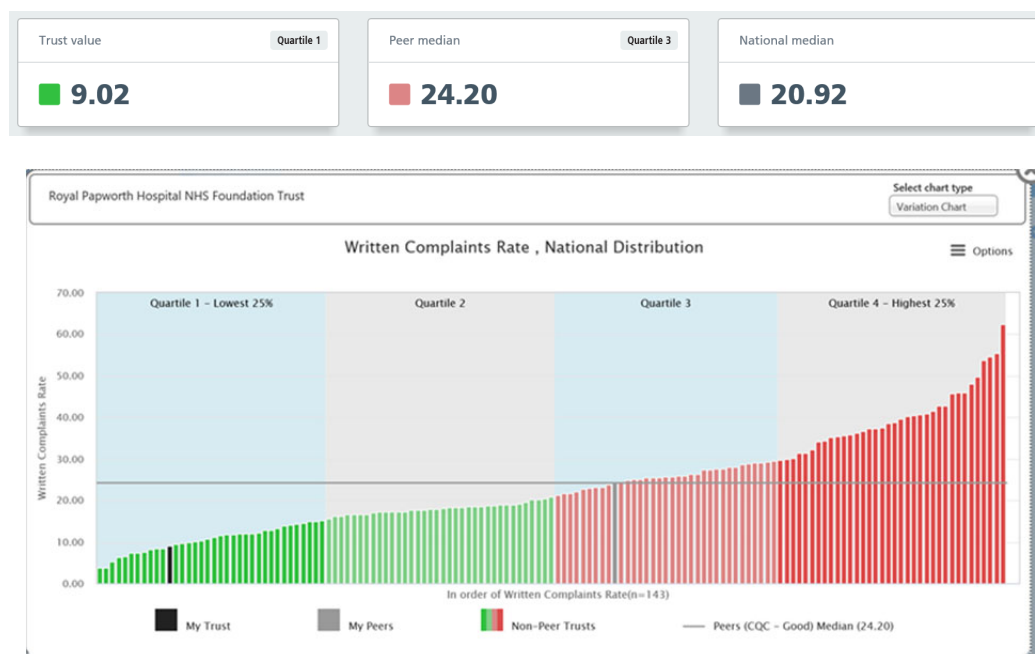 Trust value Quartile 1 Peer median Quartile 3 National median
9.02 24.20 20.92
Royal Papworth Hospital NHS Foundation Trust
Select chart type
Variation Chart
Written Complaints Rate , National Distribution
Options
Quartile 1 - Lowest 25% Quartile 2 Quartile 3 Quartile 4 - Highest 25%
70.00
60.00
50.00
40.00
30.00
20.00
10.00
0.00
Written Complaints Rate
In order of Written Complaints Rate(n=143)
My Trust My Peers Non-Peer Trusts Peers (CQC - Good) Median (24.20)